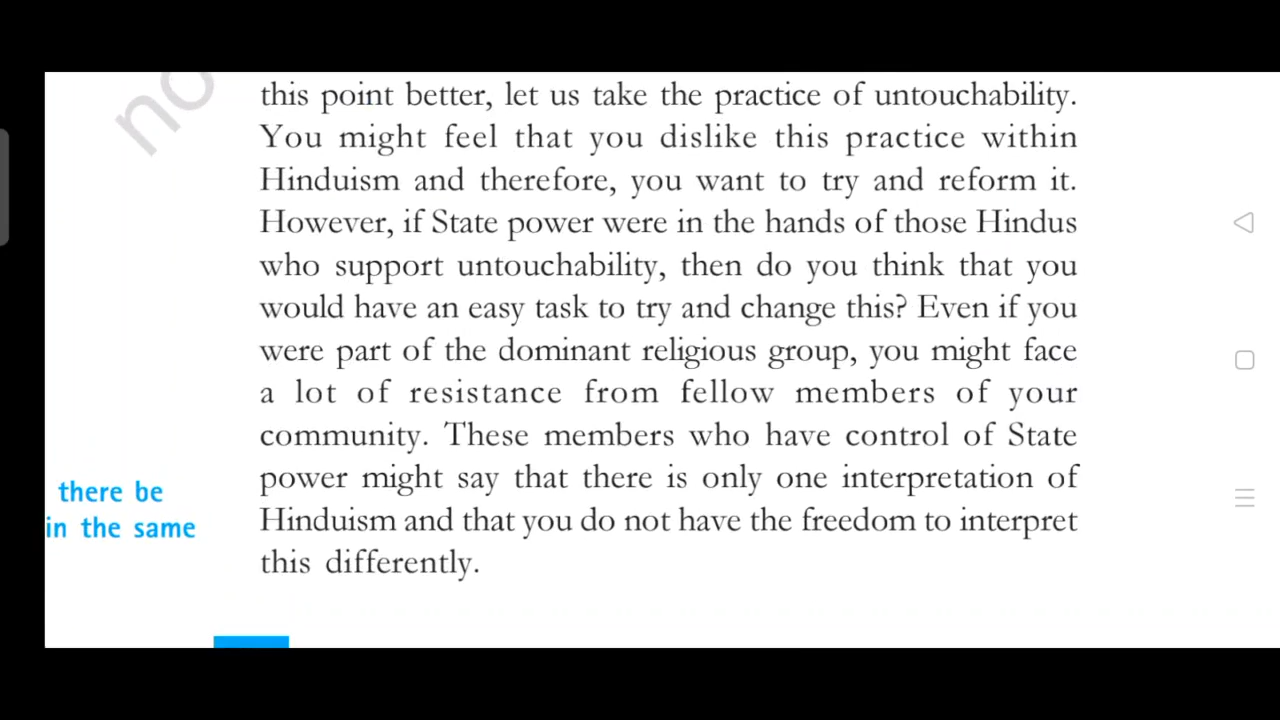 no
this point better, let us take the practice of untouchability.
You might feel that you dislike this practice within
Hinduism and therefore, you want to try and reform it.
However, if State power were in the hands of those Hindus
who support untouchability, then do you think that you
would have an easy task to try and change this? Even if you
were part of the dominant religious group, you might face
a lot of resistance from fellow members of your
community. These members who have control of State
power might say that there is only one interpretation of
Hinduism and that you do not have the freedom to interpret
this differently.
there be
in the same